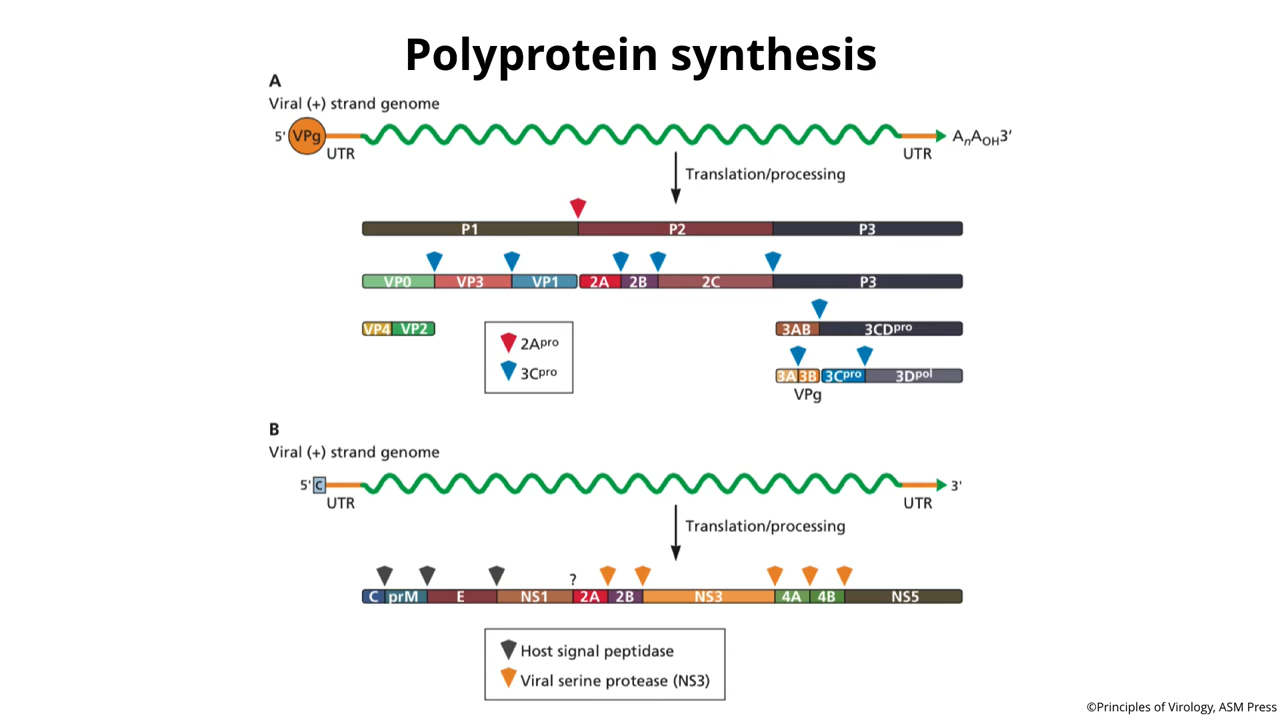 Polyprotein synthesis
A
Viral (+) strand genome
5' VPg UTR UTR AnAOH3′
Translation/processing
P1 P2 P3
VP0 VP3 VP1 2A 2B 2C P3
VP4 VP2 3AB 3CDpro
2Apro
3Cpro
3A 3B 3Cpro 3Dpol
VPg
B
Viral (+) strand genome
5' C UTR UTR 3'
Translation/processing
?
C prM E NS1 2A 2B NS3 4A 4B NS5
Host signal peptidase
Viral serine protease (NS3)
©Principles of Virology, ASM Press